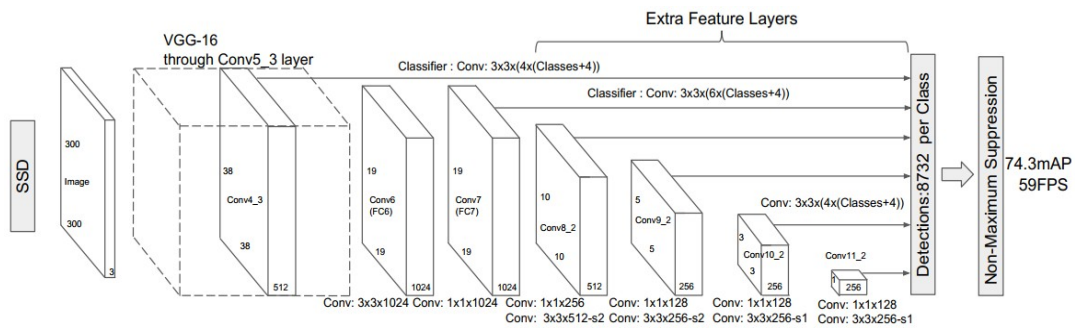 Extra Feature Layers
VGG-16
through Conv5_3 layer
Classifier : Conv: 3x3x(4x(Classes+4))
Classifier : Conv: 3x3x(6x(Classes+4))
Conv: 3x3x(4x(Classes+4))
SSD
300
Image
300
3
38
Conv4_3
38
512
19
Conv6
(FC6)
19
1024
19
Conv7
(FC7)
19
1024
10
Conv8_2
10
512
5
Conv9_2
5
256
3
Conv10_2
3
256
Conv11_2
1
256
Conv: 3x3x1024
Conv: 1x1x1024
Conv: 1x1x256
Conv: 3x3x512-s2
Conv: 1x1x128
Conv: 3x3x256-s2
Conv: 1x1x128
Conv: 3x3x256-s1
Conv: 1x1x128
Conv: 3x3x256-s1
Detections:8732 per Class
Non-Maximum Suppression
74.3mAP
59FPS